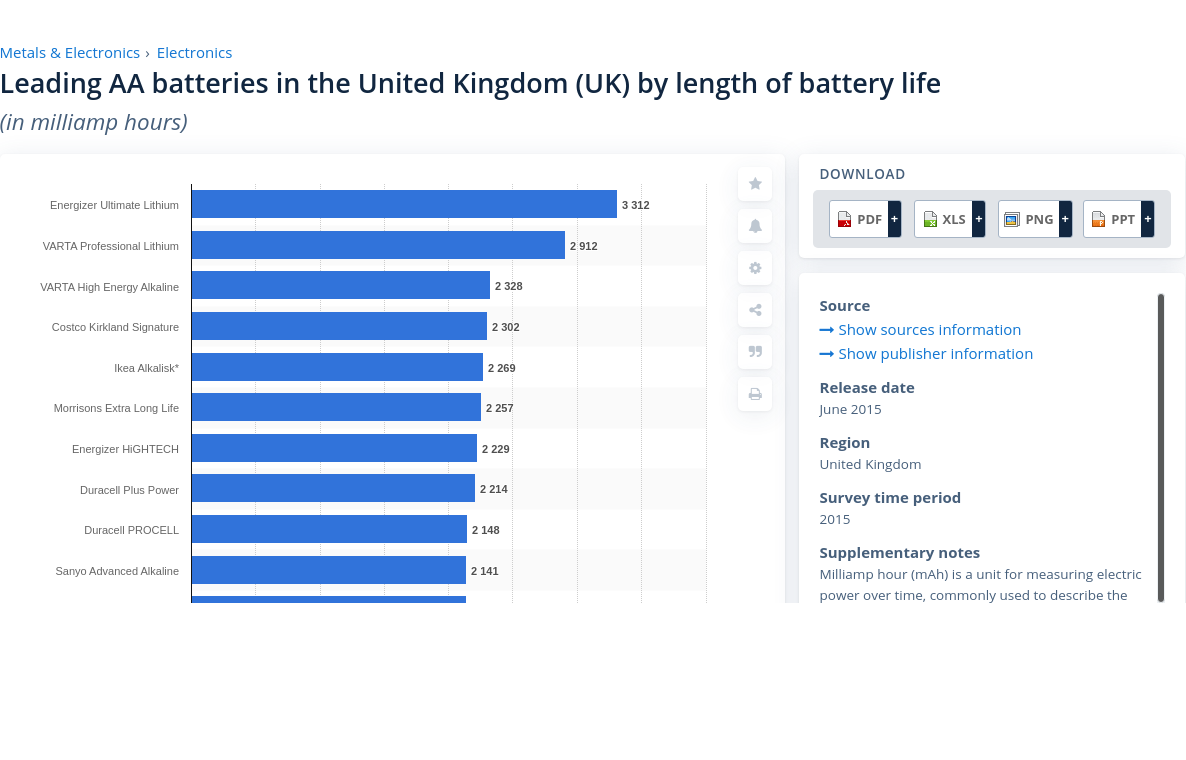 Metals & Electronics › Electronics
Leading AA batteries in the United Kingdom (UK) by length of battery life
(in milliamp hours)
Energizer Ultimate Lithium 3 312
VARTA Professional Lithium 2 912
VARTA High Energy Alkaline 2 328
Costco Kirkland Signature 2 302
Ikea Alkalisk* 2 269
Morrisons Extra Long Life 2 257
Energizer HiGHTECH 2 229
Duracell Plus Power 2 214
Duracell PROCELL 2 148
Sanyo Advanced Alkaline 2 141
DOWNLOAD
PDF + XLS + PNG + PPT +
Source
Show sources information
Show publisher information
Release date
June 2015
Region
United Kingdom
Survey time period
2015
Supplementary notes
Milliamp hour (mAh) is a unit for measuring electric
power over time, commonly used to describe the